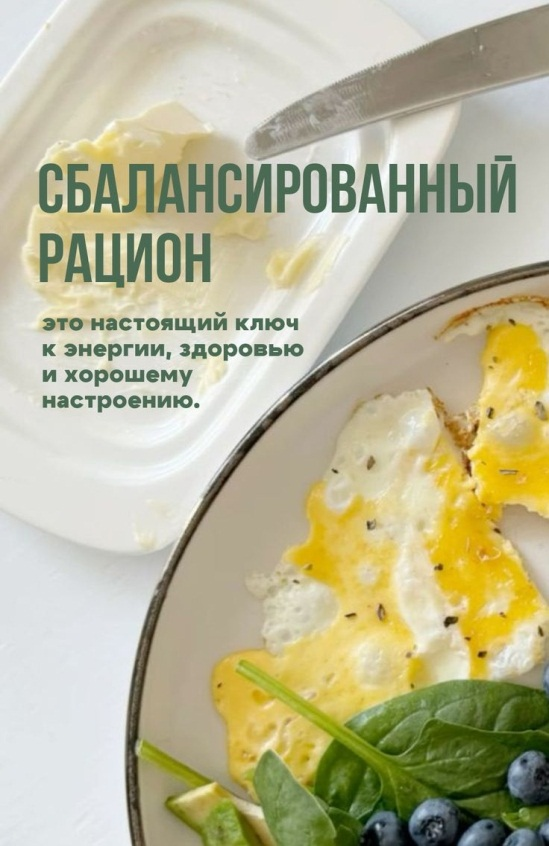 СБАЛАНСИРОВАННЫЙ
РАЦИОН
это настоящий ключ
к энергии, здоровью
и хорошему
настроению.